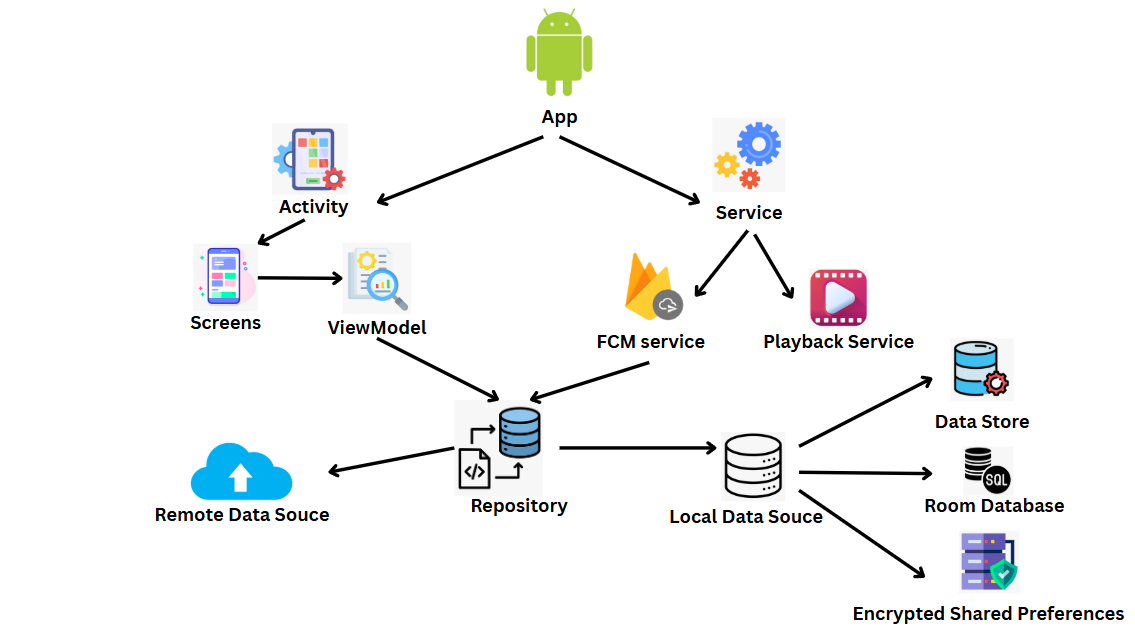 App
Activity
Service
Screens
ViewModel
FCM service
Playback Service
Data Store
</>
Repository
Remote Data Souce
Local Data Souce
SQL
Room Database
Encrypted Shared Preferences